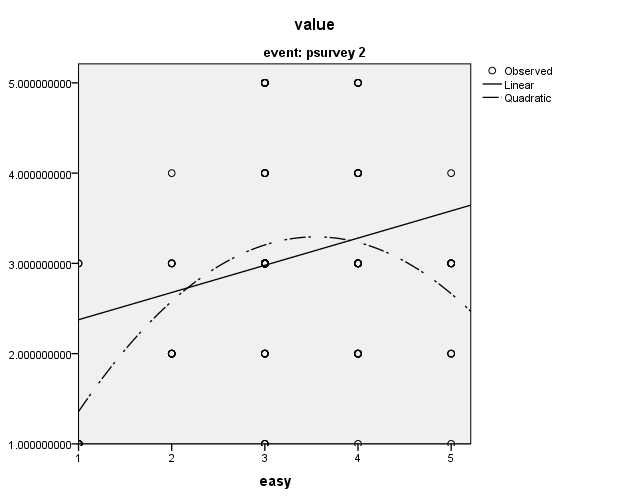 value
event: psurvey 2
Observed
Linear
Quadratic
5.000000000
4.000000000
3.000000000
2.000000000
1.000000000
1 2 3 4 5
easy